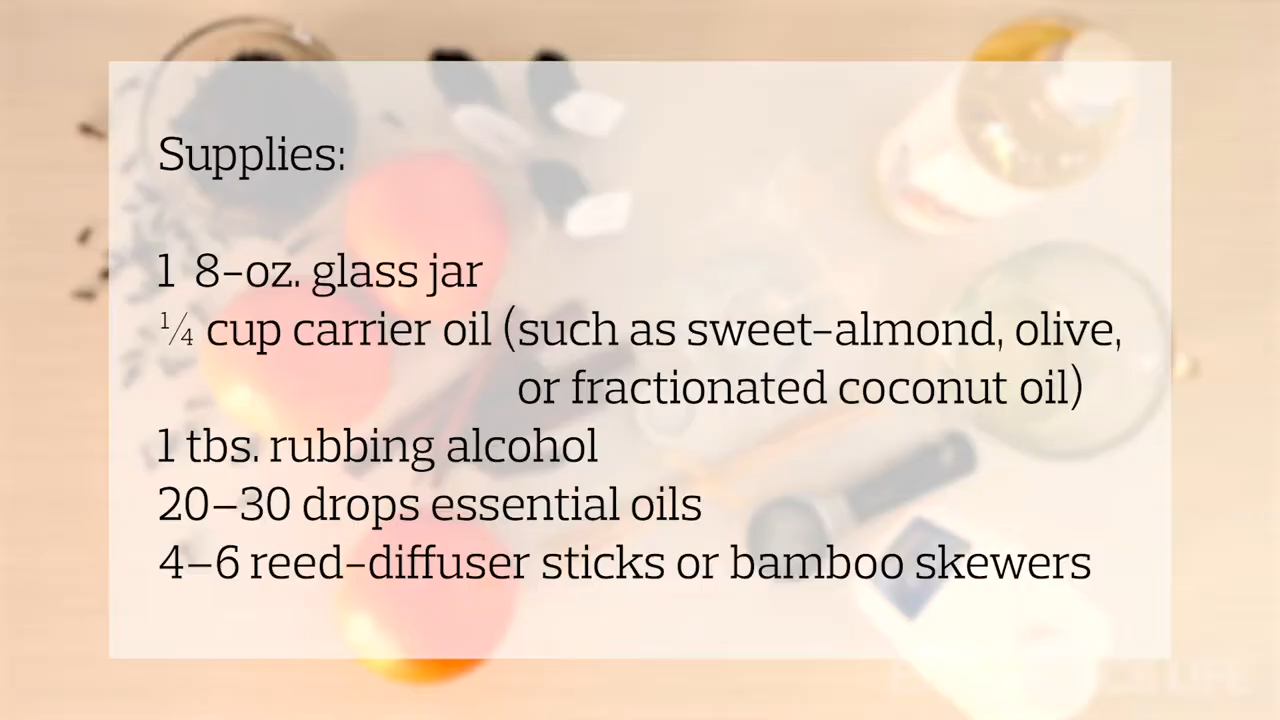 Supplies:
1 8-oz. glass jar
¼ cup carrier oil (such as sweet-almond, olive,
or fractionated coconut oil)
1 tbs. rubbing alcohol
20–30 drops essential oils
4–6 reed-diffuser sticks or bamboo skewers
LIFE